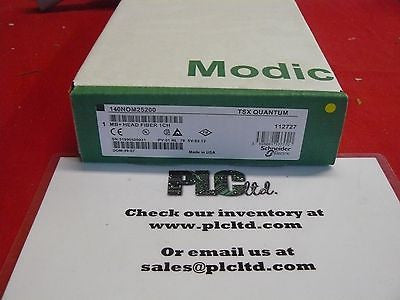 Modic
140NOM25200
TSX QUANTUM
1 MB+ HEAD FIBER 1CH
112727
Made in USA
Schneider
Electric
PLC ltd.
Check our inventory at
www.plcltd.com
Or email us at
sales@plcltd.com